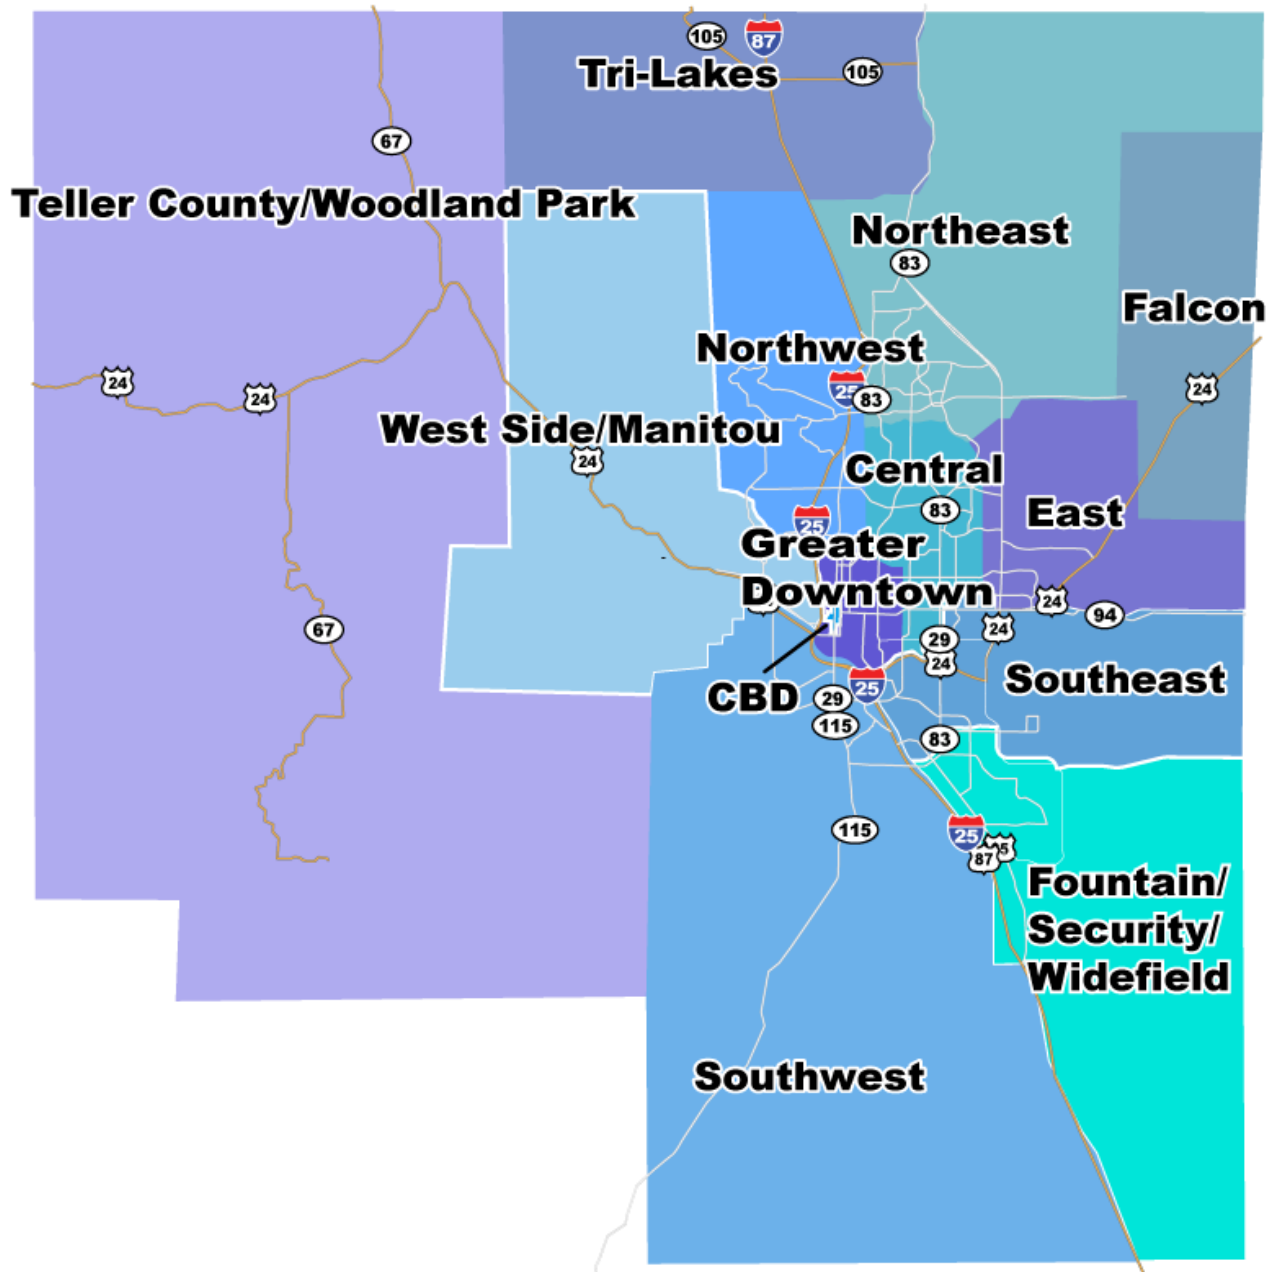 105
87
Tri-Lakes
105
67
Teller County/Woodland Park
Northeast
83
Falcon
Northwest
24
24
25
83
24
West Side/Manitou
24
Central
83
25
East
Greater
Downtown
24
94
67
24
29
24
Southeast
CBD
25
29
115
83
115
25
87
Fountain/
Security/
Widefield
Southwest